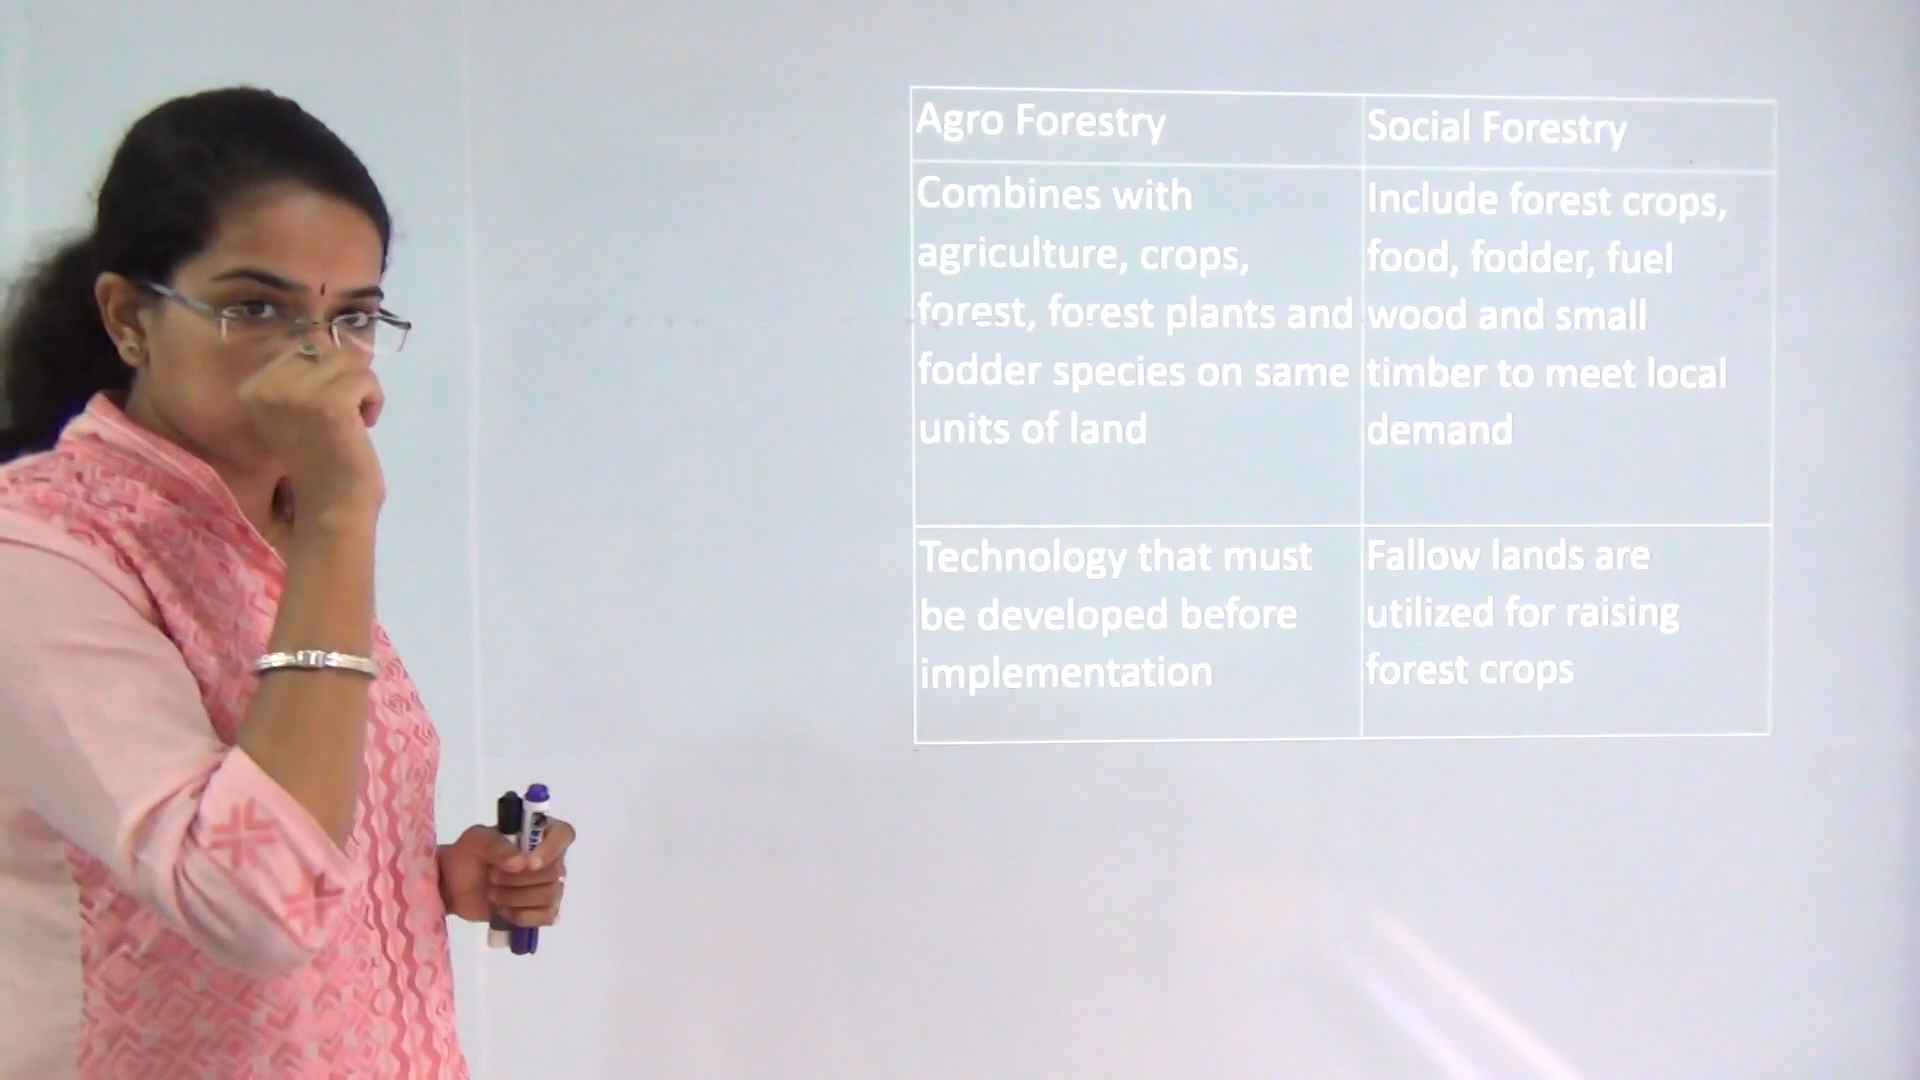 Agro Forestry
Social Forestry
Combines with
agriculture, crops,
forest, forest plants and
fodder species on same
units of land
Include forest crops,
food, fodder, fuel
wood and small
timber to meet local
demand
Technology that must
be developed before
implementation
Fallow lands are
utilized for raising
forest crops